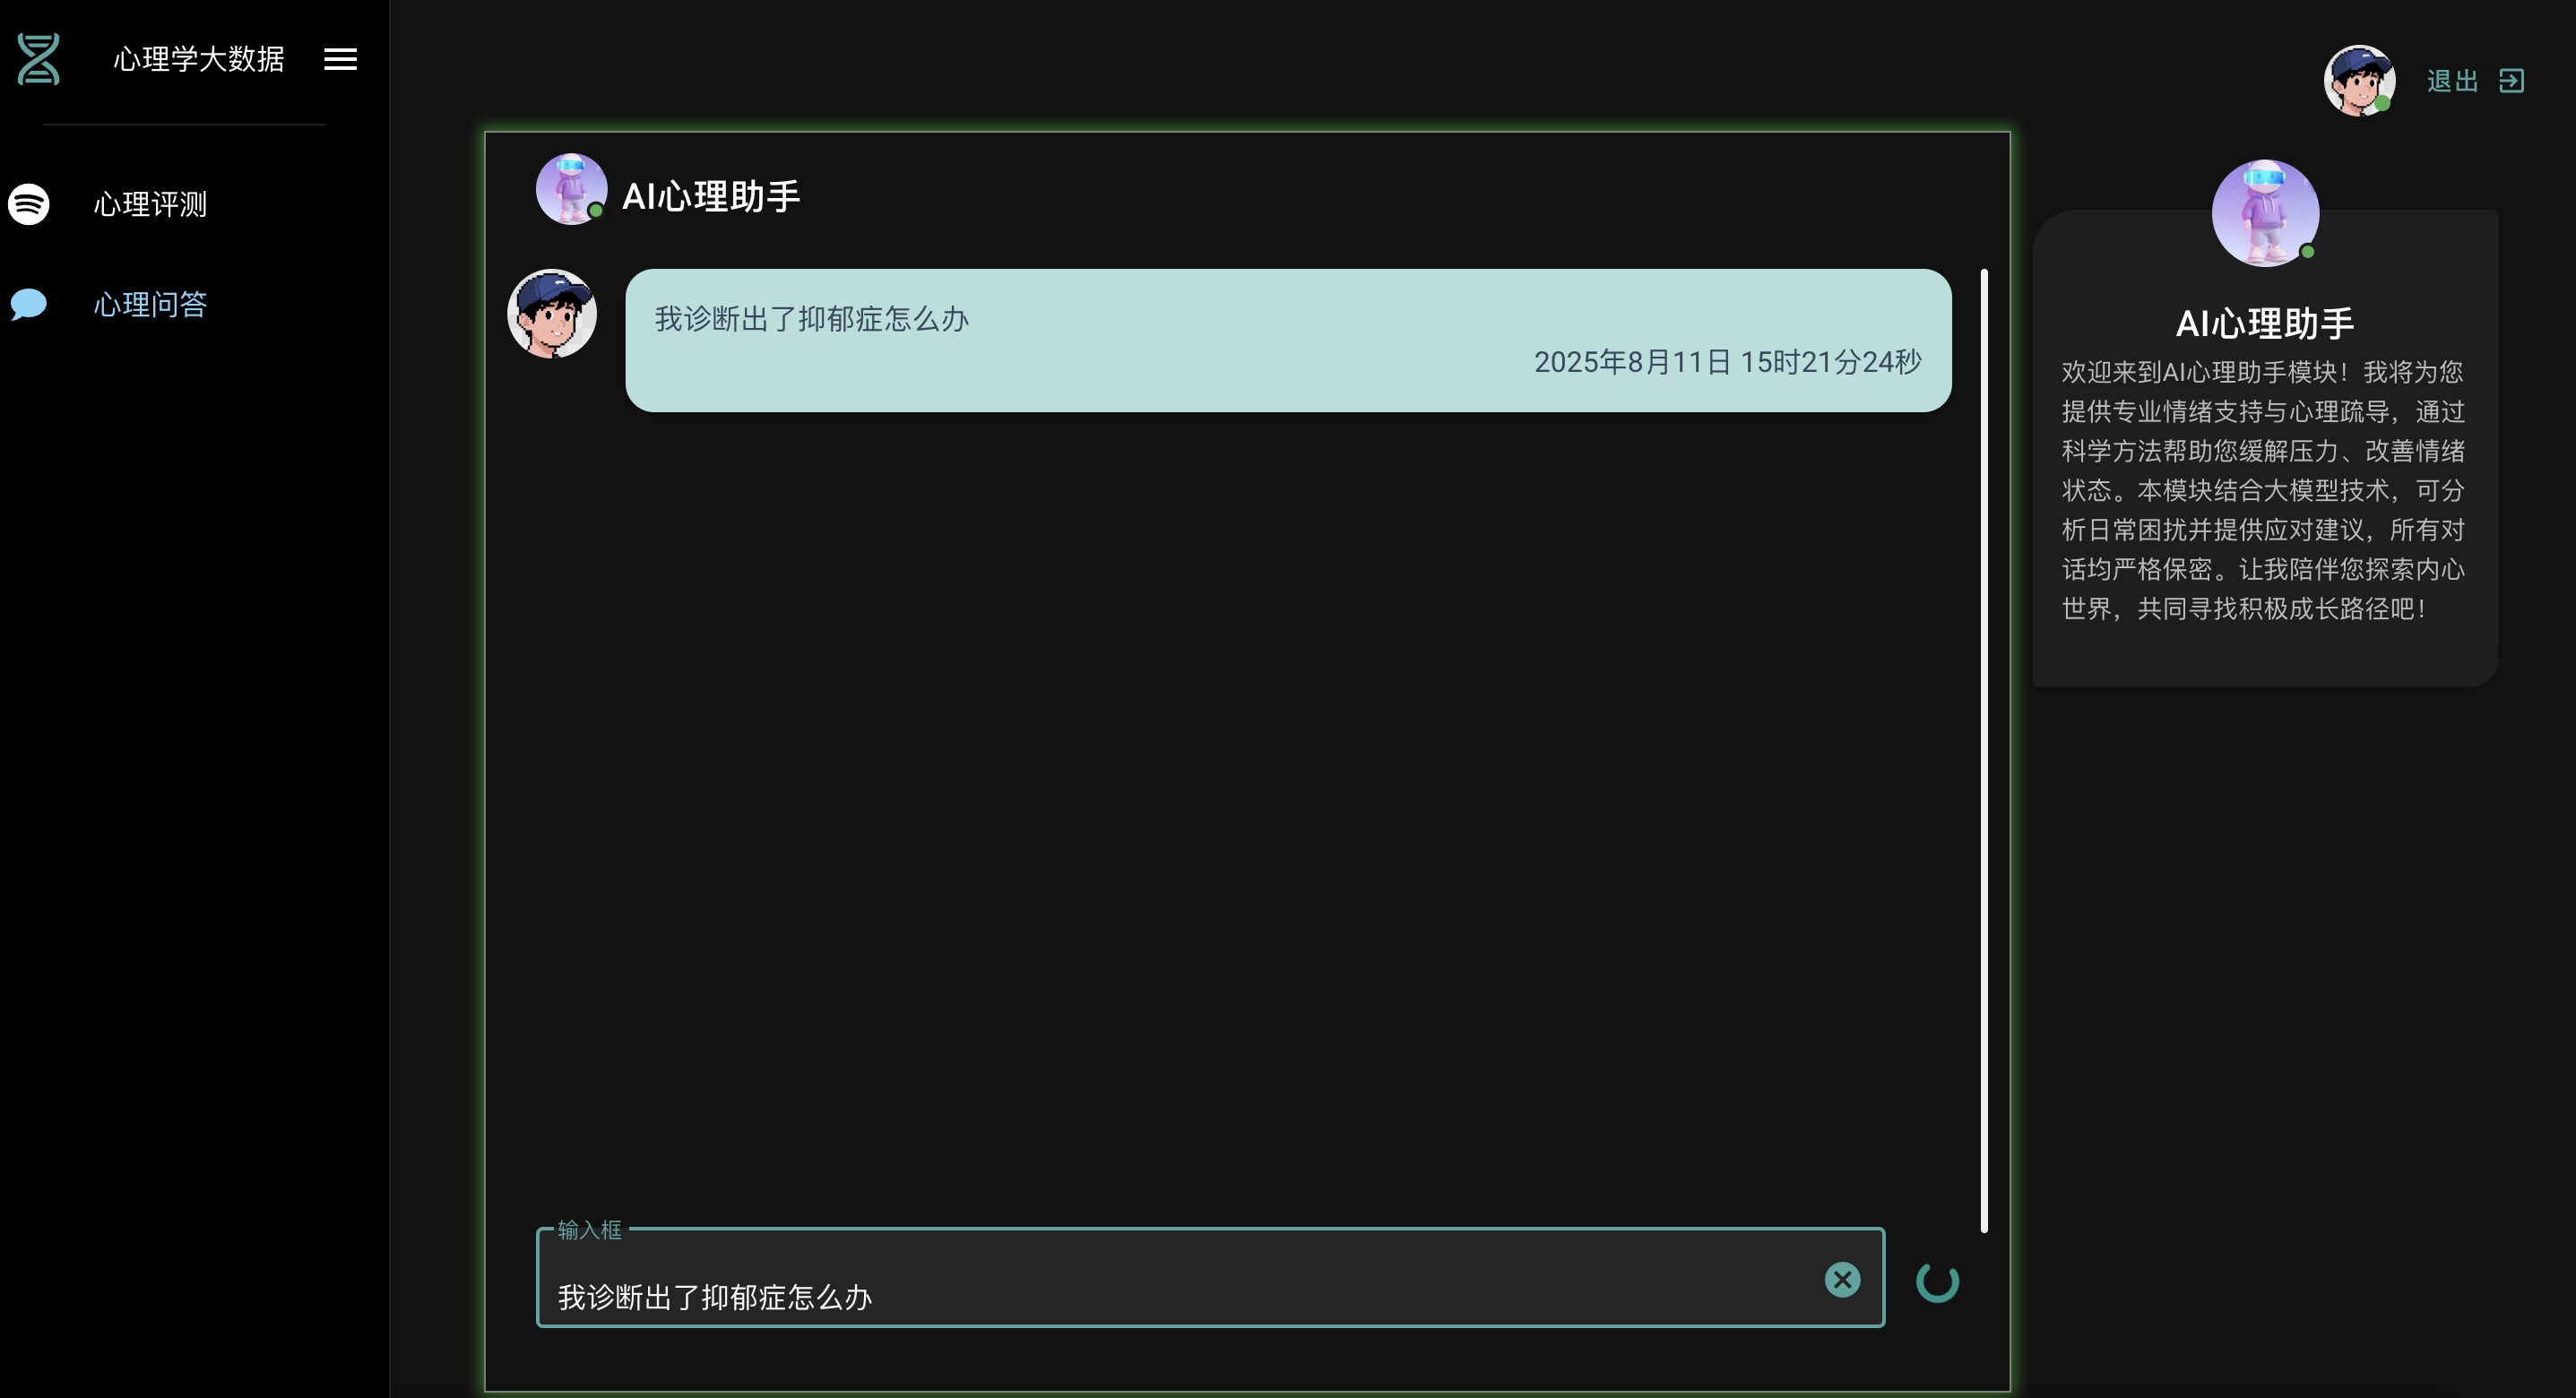 心理学大数据
心理评测
心理问答
退出
AI心理助手
我诊断出了抑郁症怎么办
2025年8月11日 15时21分24秒
输入框
我诊断出了抑郁症怎么办
AI心理助手
欢迎来到AI心理助手模块！我将为您
提供专业情绪支持与心理疏导，通过
科学方法帮助您缓解压力、改善情绪
状态。本模块结合大模型技术，可分
析日常困扰并提供应对建议，所有对
话均严格保密。让我陪伴您探索内心
世界，共同寻找积极成长路径吧！